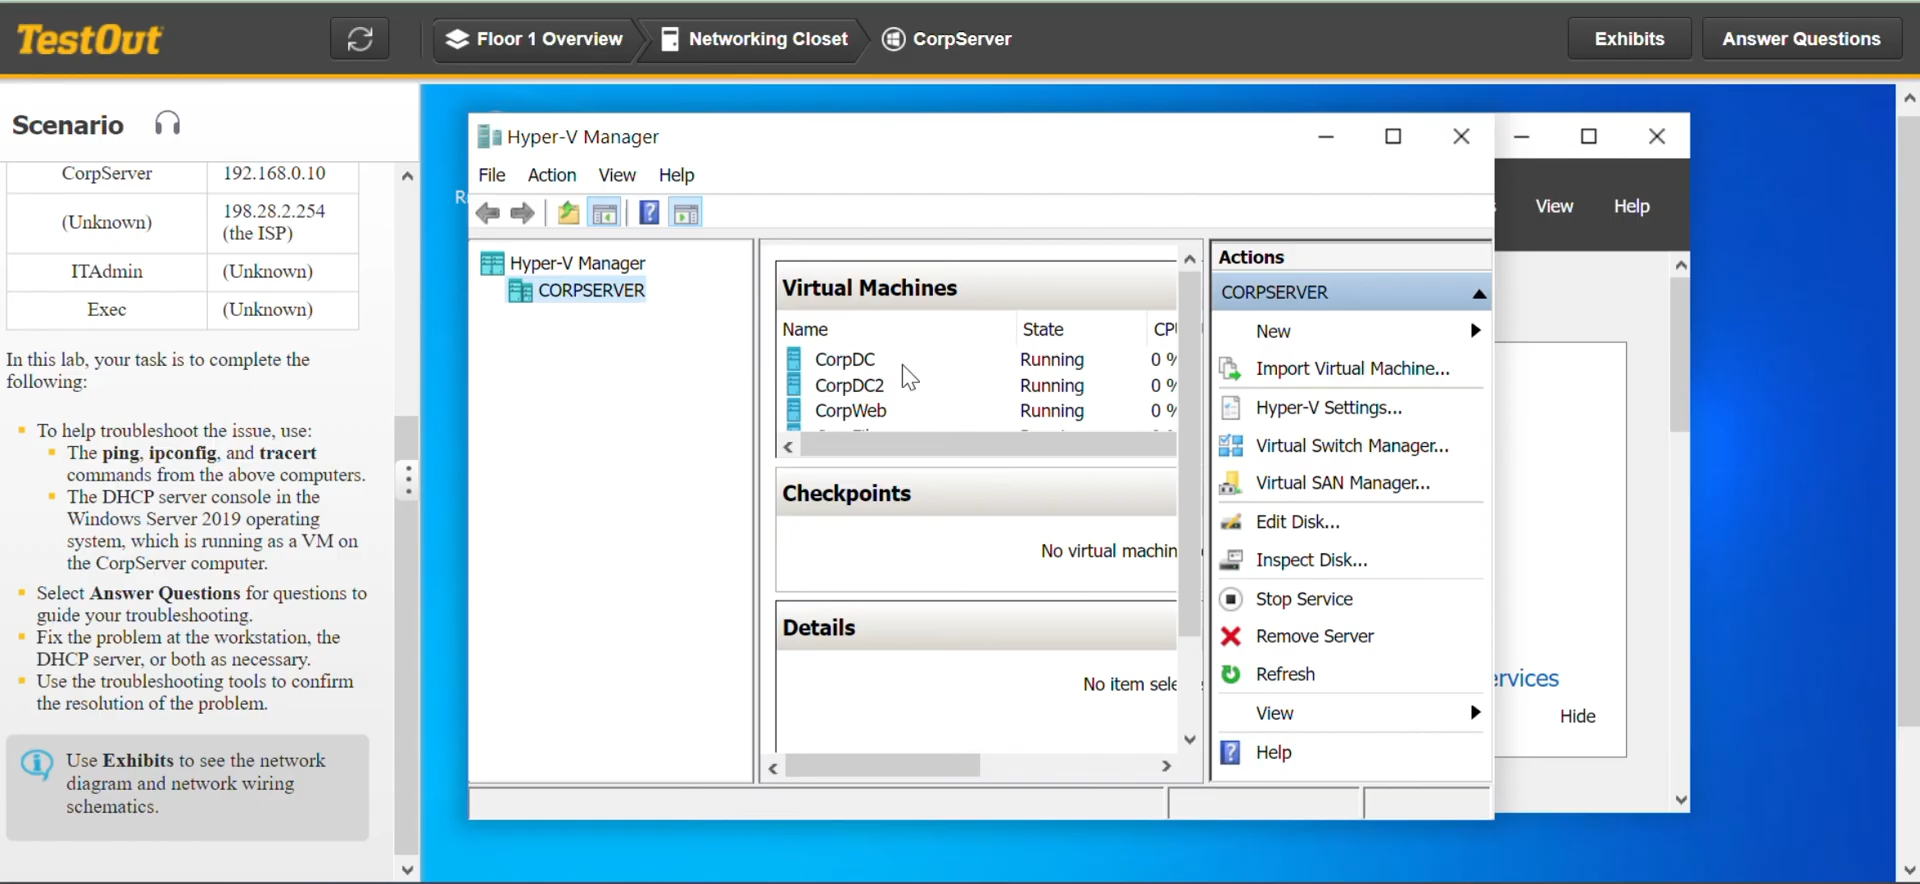 TestOut
Floor 1 Overview
Networking Closet
CorpServer
Exhibits
Answer Questions
Scenario
CorpServer 192.168.0.10
(Unknown) 198.28.2.254
(the ISP)
ITAdmin (Unknown)
Exec (Unknown)
In this lab, your task is to complete the
following:
To help troubleshoot the issue, use:
The ping, ipconfig, and tracert
commands from the above computers.
The DHCP server console in the
Windows Server 2019 operating
system, which is running as a VM on
the CorpServer computer.
Select Answer Questions for questions to
guide your troubleshooting.
Fix the problem at the workstation, the
DHCP server, or both as necessary.
Use the troubleshooting tools to confirm
the resolution of the problem.
Use Exhibits to see the network
diagram and network wiring
schematics.
Hyper-V Manager
File Action View Help
Hyper-V Manager
CORPSERVER
Virtual Machines
Name State CPU
CorpDC Running 0 %
CorpDC2 Running 0 %
CorpWeb Running 0 %
Checkpoints
No virtual machin
Details
No item sele
Actions
CORPSERVER
New
Import Virtual Machine...
Hyper-V Settings...
Virtual Switch Manager...
Virtual SAN Manager...
Edit Disk...
Inspect Disk...
Stop Service
Remove Server
Refresh
View
Help
View Help
ervices
Hide